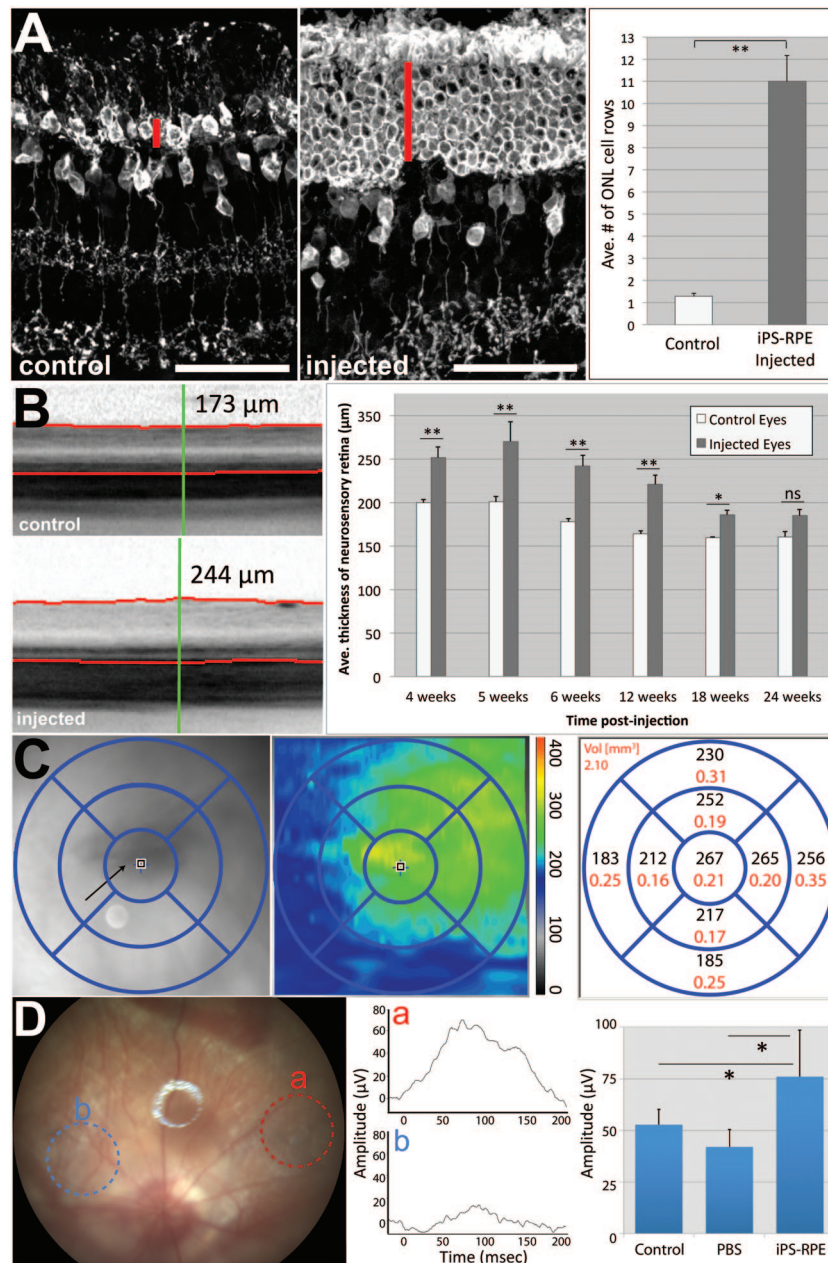 A
control
injected
Ave. # of ONL cell rows
13
12
11
10
9
8
7
6
5
4
3
2
1
0
**
Control
iPS-RPE
Injected
B
173 µm
control
244 µm
injected
Ave. thickness of neurosensory retina (µm)
350
300
250
200
150
100
50
0
Control Eyes
Injected Eyes
**
**
**
**
*
ns
4 weeks
5 weeks
6 weeks
12 weeks
18 weeks
24 weeks
Time post-injection
C
400
300
200
100
0
Vol [mm³]
2.10
230
0.31
252
0.19
183 212 267 265 256
0.25 0.16 0.21 0.20 0.35
217
0.17
185
0.25
D
a
b
a
80
60
40
20
0
0 50 100 150 200
b
80
60
40
20
0
0 50 100 150 200
Amplitude (µV)
Time (msec)
Amplitude (µV)
100
75
50
25
0
*
*
Control
PBS
iPS-RPE